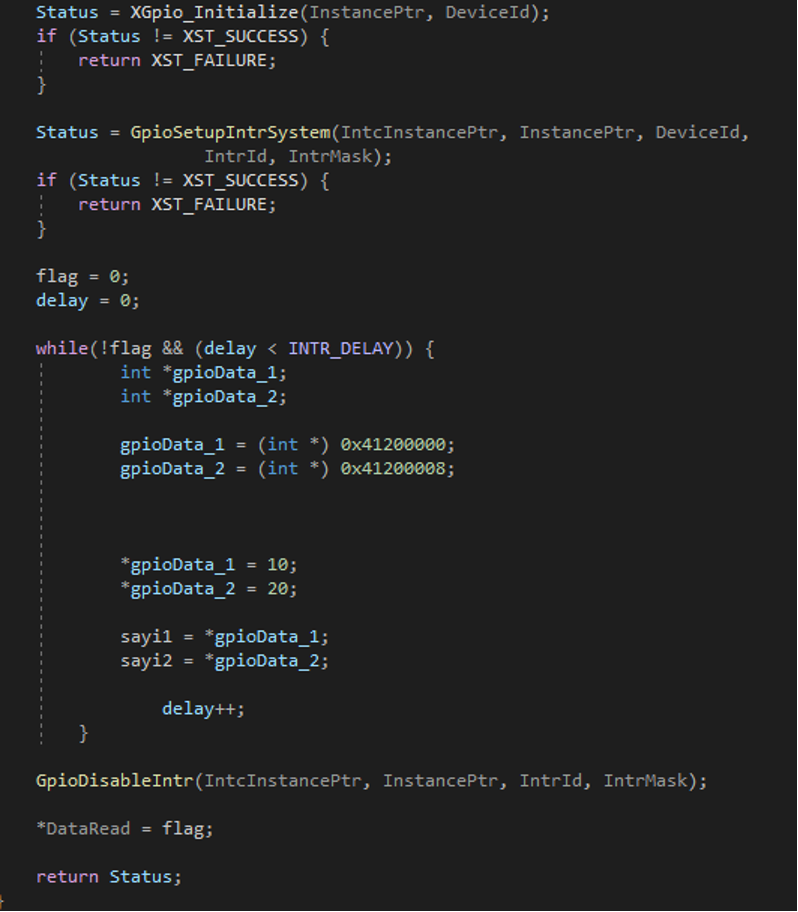 Status = XGpio_Initialize(InstancePtr, DeviceId);
if (Status != XST_SUCCESS) {
return XST_FAILURE;
}
Status = GpioSetupIntrSystem(IntcInstancePtr, InstancePtr, DeviceId,
IntrId, IntrMask);
if (Status != XST_SUCCESS) {
return XST_FAILURE;
}
flag = 0;
delay = 0;
while(!flag && (delay < INTR_DELAY)) {
int *gpioData_1;
int *gpioData_2;
gpioData_1 = (int *) 0x41200000;
gpioData_2 = (int *) 0x41200008;
*gpioData_1 = 10;
*gpioData_2 = 20;
sayi1 = *gpioData_1;
sayi2 = *gpioData_2;
delay++;
}
GpioDisableIntr(IntcInstancePtr, InstancePtr, IntrId, IntrMask);
*DataRead = flag;
return Status;
}